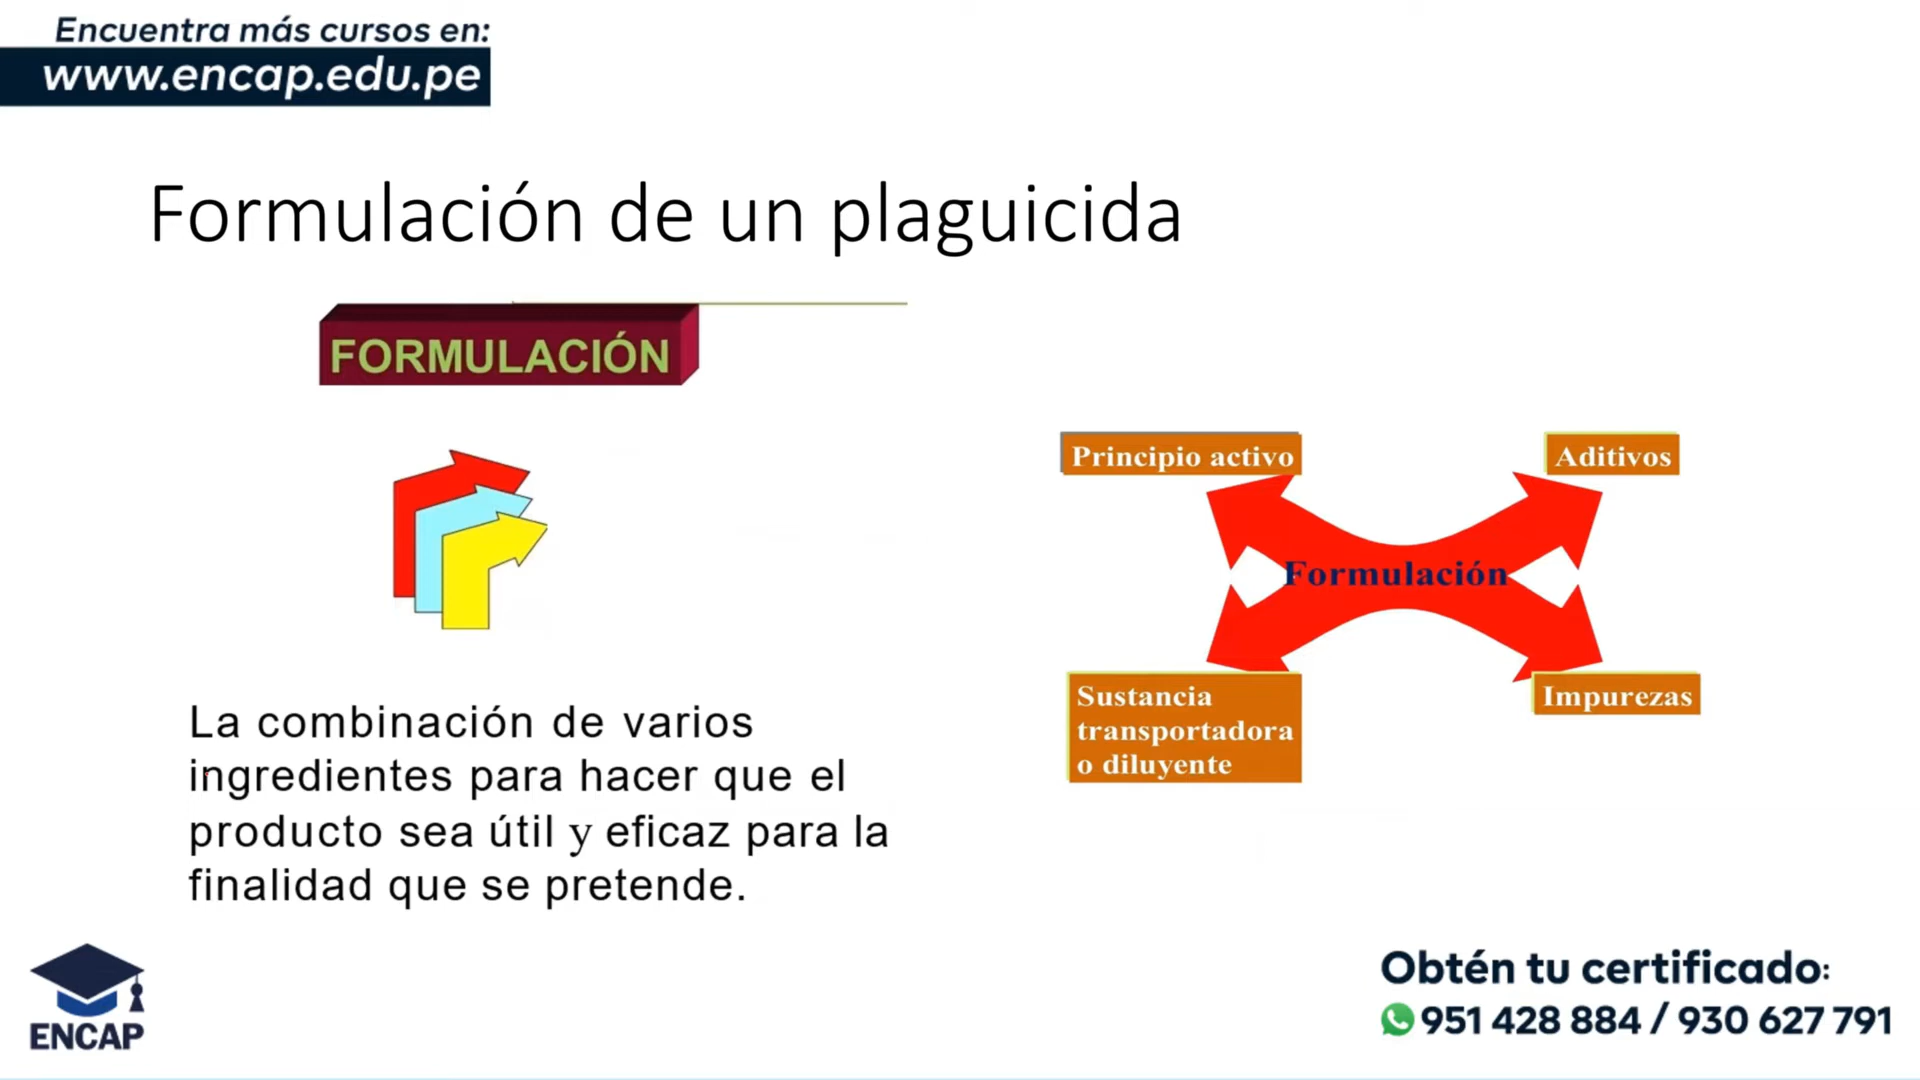 Encuentra más cursos en:
www.encap.edu.pe
Formulación de un plaguicida
FORMULACIÓN
La combinación de varios
ingredientes para hacer que el
producto sea útil y eficaz para la
finalidad que se pretende.
Principio activo
Aditivos
Formulación
Sustancia
transportadora
o diluyente
Impurezas
ENCAP
Obtén tu certificado:
951 428 884 / 930 627 791